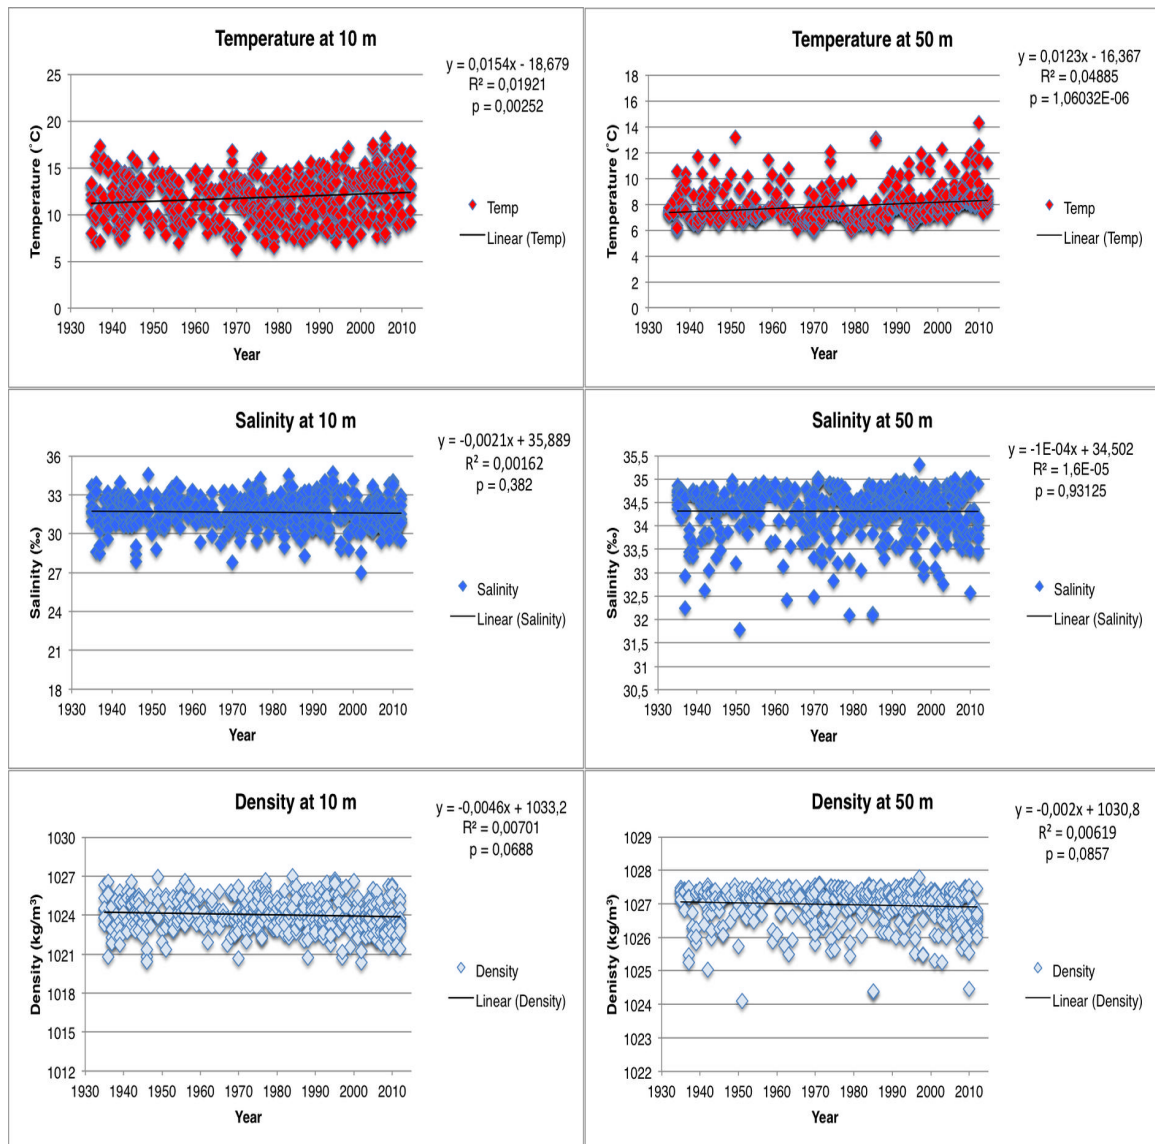 Temperature at 10 m
y = 0,0154x - 18,679
R² = 0,01921
p = 0,00252
Temperature (˚C)
25
20
15
10
5
0
1930 1940 1950 1960 1970 1980 1990 2000 2010
Year
Temp
Linear (Temp)
Temperature at 50 m
y = 0,0123x - 16,367
R² = 0,04885
p = 1,06032E-06
Temperature (˚C)
18
16
14
12
10
8
6
4
2
0
1930 1940 1950 1960 1970 1980 1990 2000 2010
Year
Temp
Linear (Temp)
Salinity at 10 m
y = -0,0021x + 35,889
R² = 0,00162
p = 0,382
Salinity (‰)
36
33
30
27
24
21
18
1930 1940 1950 1960 1970 1980 1990 2000 2010
Year
Salinity
Linear (Salinity)
Salinity at 50 m
y = -1E-04x + 34,502
R² = 1,6E-05
p = 0,93125
Salinity (‰)
35,5
35
34,5
34
33,5
33
32,5
32
31,5
31
30,5
1930 1940 1950 1960 1970 1980 1990 2000 2010
Year
Salinity
Linear (Salinity)
Density at 10 m
y = -0,0046x + 1033,2
R² = 0,00701
p = 0,0688
Density (kg/m³)
1030
1027
1024
1021
1018
1015
1012
1930 1940 1950 1960 1970 1980 1990 2000 2010
Year
Density
Linear (Density)
Density at 50 m
y = -0,002x + 1030,8
R² = 0,00619
p = 0,0857
Denisty (kg/m³)
1029
1028
1027
1026
1025
1024
1023
1022
1930 1940 1950 1960 1970 1980 1990 2000 2010
Year
Density
Linear (Density)